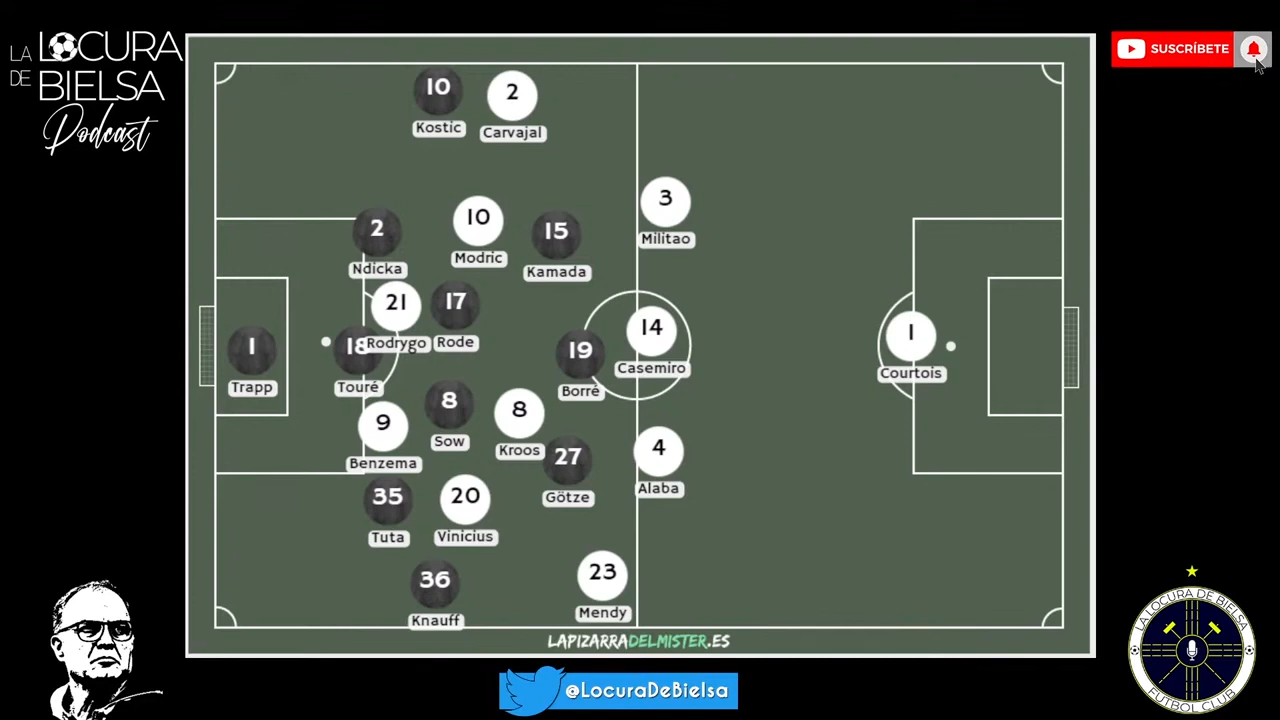 LA LOCURA
DE BIELSA
Podcast
SUSCRÍBETE
10
Kostic
2
Carvajal
3
Militao
2
Ndicka
10
Modric
15
Kamada
21
Rodrygo
17
Rode
14
Casemiro
1
Courtois
1
Trapp
18
Touré
19
Borré
9
Benzema
8
Sow
8
Kroos
27
Götze
4
Alaba
35
Tuta
20
Vinicius
36
Knauff
23
Mendy
LAPIZARRADELMISTER.ES
@LocuraDeBielsa
LA LOCURA DE BIELSA
FUTBOL CLUB